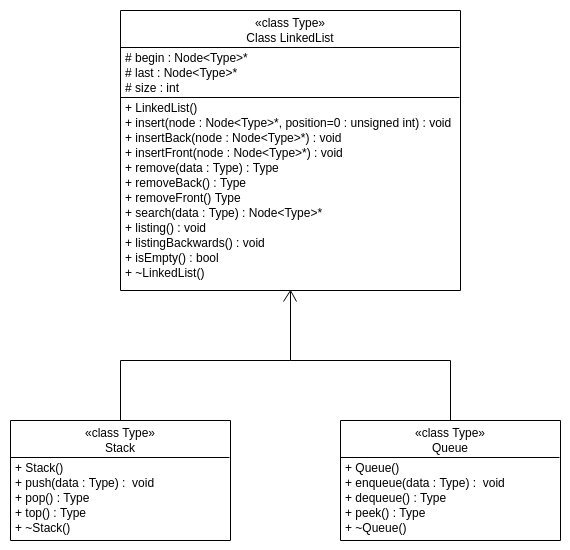 «class Type»
Class LinkedList
# begin : Node<Type>*
# last : Node<Type>*
# size : int
+ LinkedList()
+ insert(node : Node<Type>*, position=0 : unsigned int) : void
+ insertBack(node : Node<Type>*) : void
+ insertFront(node : Node<Type>*) : void
+ remove(data : Type) : Type
+ removeBack() : Type
+ removeFront() Type
+ search(data : Type) : Node<Type>*
+ listing() : void
+ listingBackwards() : void
+ isEmpty() : bool
+ ~LinkedList()
«class Type»
Stack
+ Stack()
+ push(data : Type) :  void
+ pop() : Type
+ top() : Type
+ ~Stack()
«class Type»
Queue
+ Queue()
+ enqueue(data : Type) :  void
+ dequeue() : Type
+ peek() : Type
+ ~Queue()